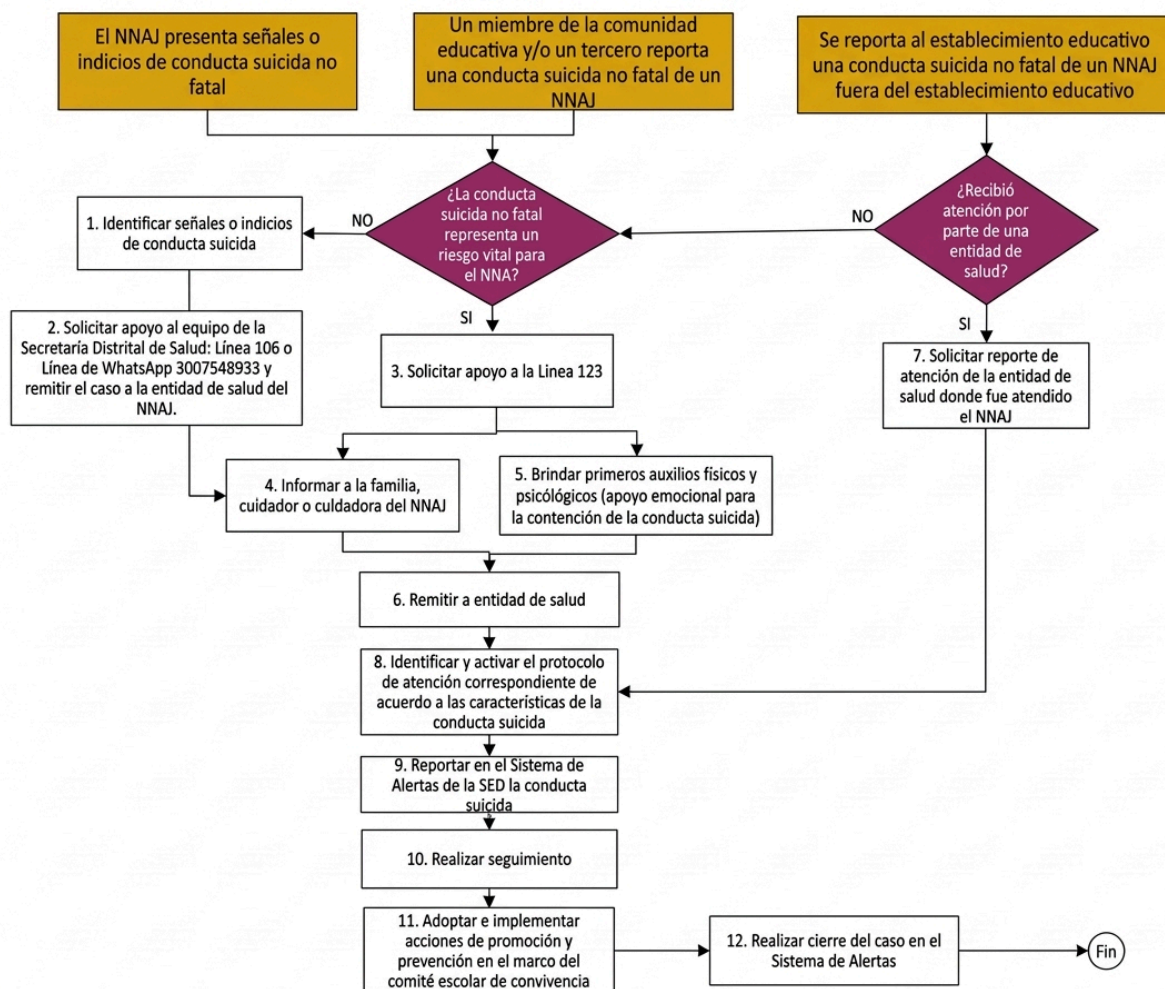 El NNAJ presenta señales o
indicios de conducta suicida no
fatal
Un miembro de la comunidad
educativa y/o un tercero reporta
una conducta suicida no fatal de un
NNAJ
Se reporta al establecimiento educativo
una conducta suicida no fatal de un NNAJ
fuera del establecimiento educativo
¿La conducta
suicida no fatal
representa un
riesgo vital para
el NNA?
NO
SI
¿Recibió
atención por
parte de una
entidad de
salud?
NO
SI
1. Identificar señales o indicios
de conducta suicida
2. Solicitar apoyo al equipo de la
Secretaría Distrital de Salud: Línea 106 o
Línea de WhatsApp 3007548933 y
remitir el caso a la entidad de salud del
NNAJ.
3. Solicitar apoyo a la Linea 123
7. Solicitar reporte de
atención de la entidad de
salud donde fue atendido
el NNAJ
4. Informar a la familia,
cuidador o culdadora del NNAJ
5. Brindar primeros auxilios físicos y
psicólógicos (apoyo emocional para
la contención de la conducta suicida)
6. Remitir a entidad de salud
8. Identificar y activar el protocolo
de atención correspondiente de
acuerdo a las características de la
conducta suicida
9. Reportar en el Sistema de
Alertas de la SED la conducta
suicida
10. Realizar seguimiento
11. Adoptar e implementar
acciones de promoción y
prevención en el marco del
comité escolar de convivencia
12. Realizar cierre del caso en el
Sistema de Alertas
Fin